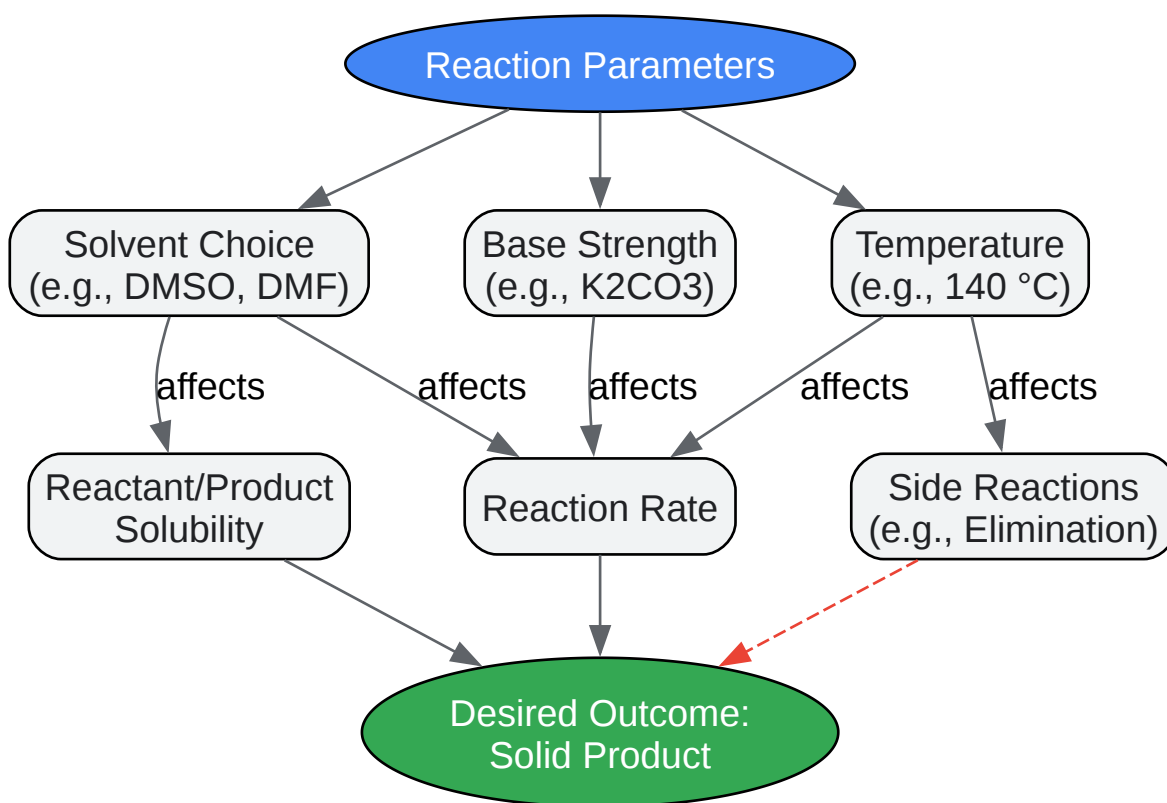 Reaction Parameters
Solvent Choice
(e.g., DMSO, DMF)
Base Strength
(e.g., K2CO3)
Temperature
(e.g., 140 °C)
affects
affects
affects
affects
affects
Reactant/Product
Solubility
Reaction Rate
Side Reactions
(e.g., Elimination)
Desired Outcome:
Solid Product